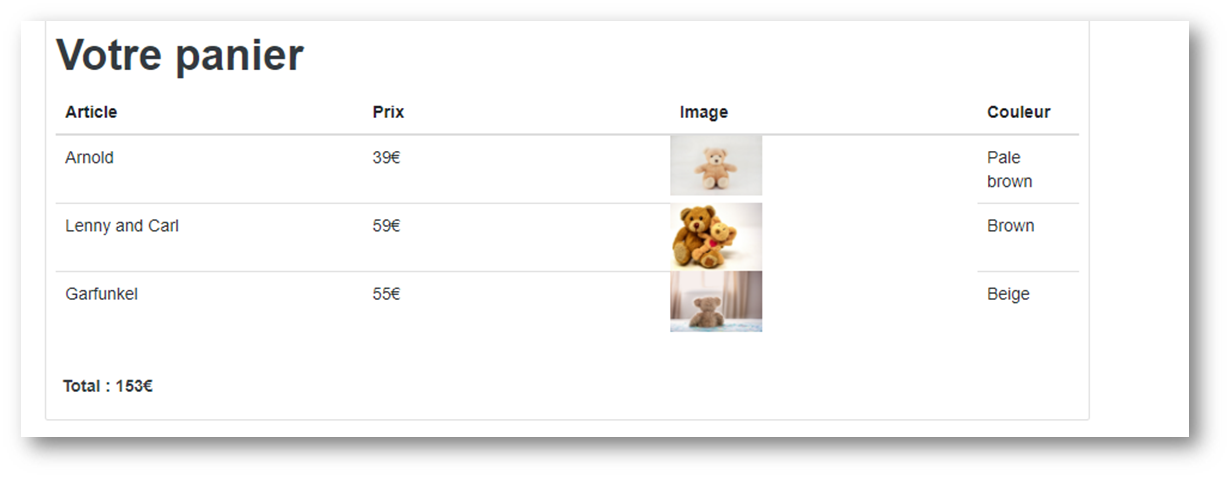 Votre panier
Article Prix Image Couleur
Arnold 39€ Pale
brown
Lenny and Carl 59€ Brown
Garfunkel 55€ Beige
Total : 153€